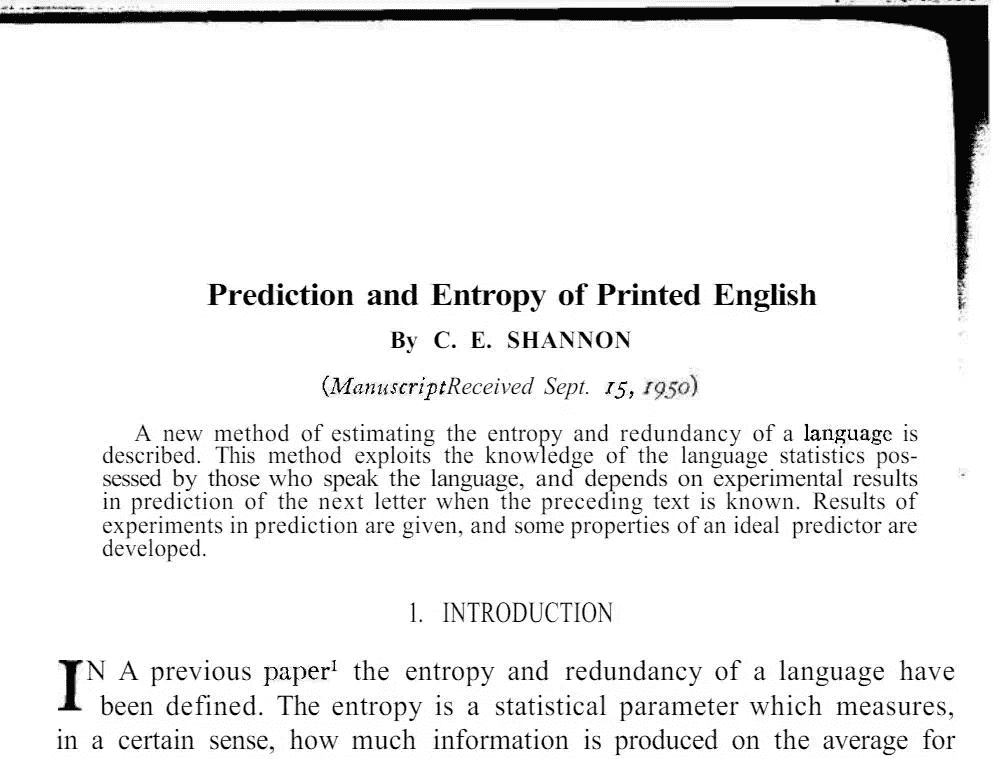 Prediction and Entropy of Printed English
By C. E. SHANNON
(Manuscript Received Sept. 15, 1950)
A new method of estimating the entropy and redundancy of a language is
described. This method exploits the knowledge of the language statistics pos-
sessed by those who speak the language, and depends on experimental results
in prediction of the next letter when the preceding text is known. Results of
experiments in prediction are given, and some properties of an ideal predictor are
developed.
1. INTRODUCTION
IN A previous paper¹ the entropy and redundancy of a language have
been defined. The entropy is a statistical parameter which measures,
in a certain sense, how much information is produced on the average for